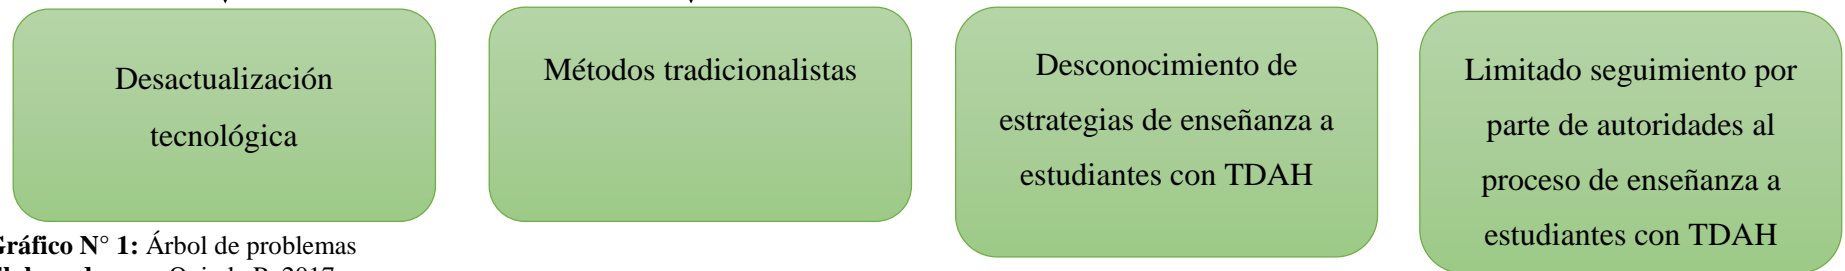 Desactualización
tecnológica
Métodos tradicionalistas
Desconocimiento de
estrategias de enseñanza a
estudiantes con TDAH
Limitado seguimiento por
parte de autoridades al
proceso de enseñanza a
estudiantes con TDAH
Gráfico N° 1: Árbol de problemas
2017